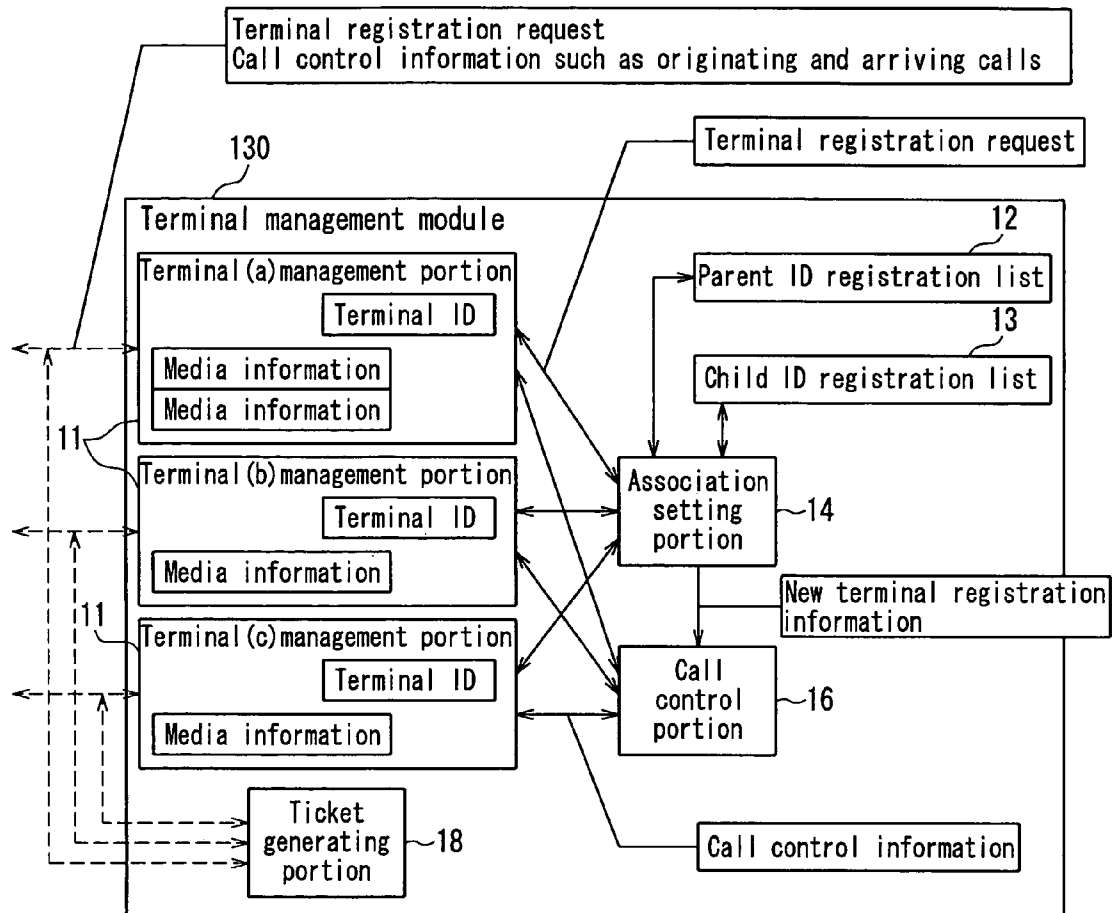 Terminal registration request
Call control information such as originating and arriving calls
Terminal registration request
130
Terminal management module
12
Terminal(a)management portion
Parent ID registration list
Terminal ID
13
Media information
Child ID registration list
Media information
11
Terminal(b)management portion
Association
setting
portion
14
Terminal ID
Media information
New terminal registration
information
11
Terminal(c)management portion
Call
control
portion
16
Terminal ID
Media information
Ticket
generating
portion
18
Call control information